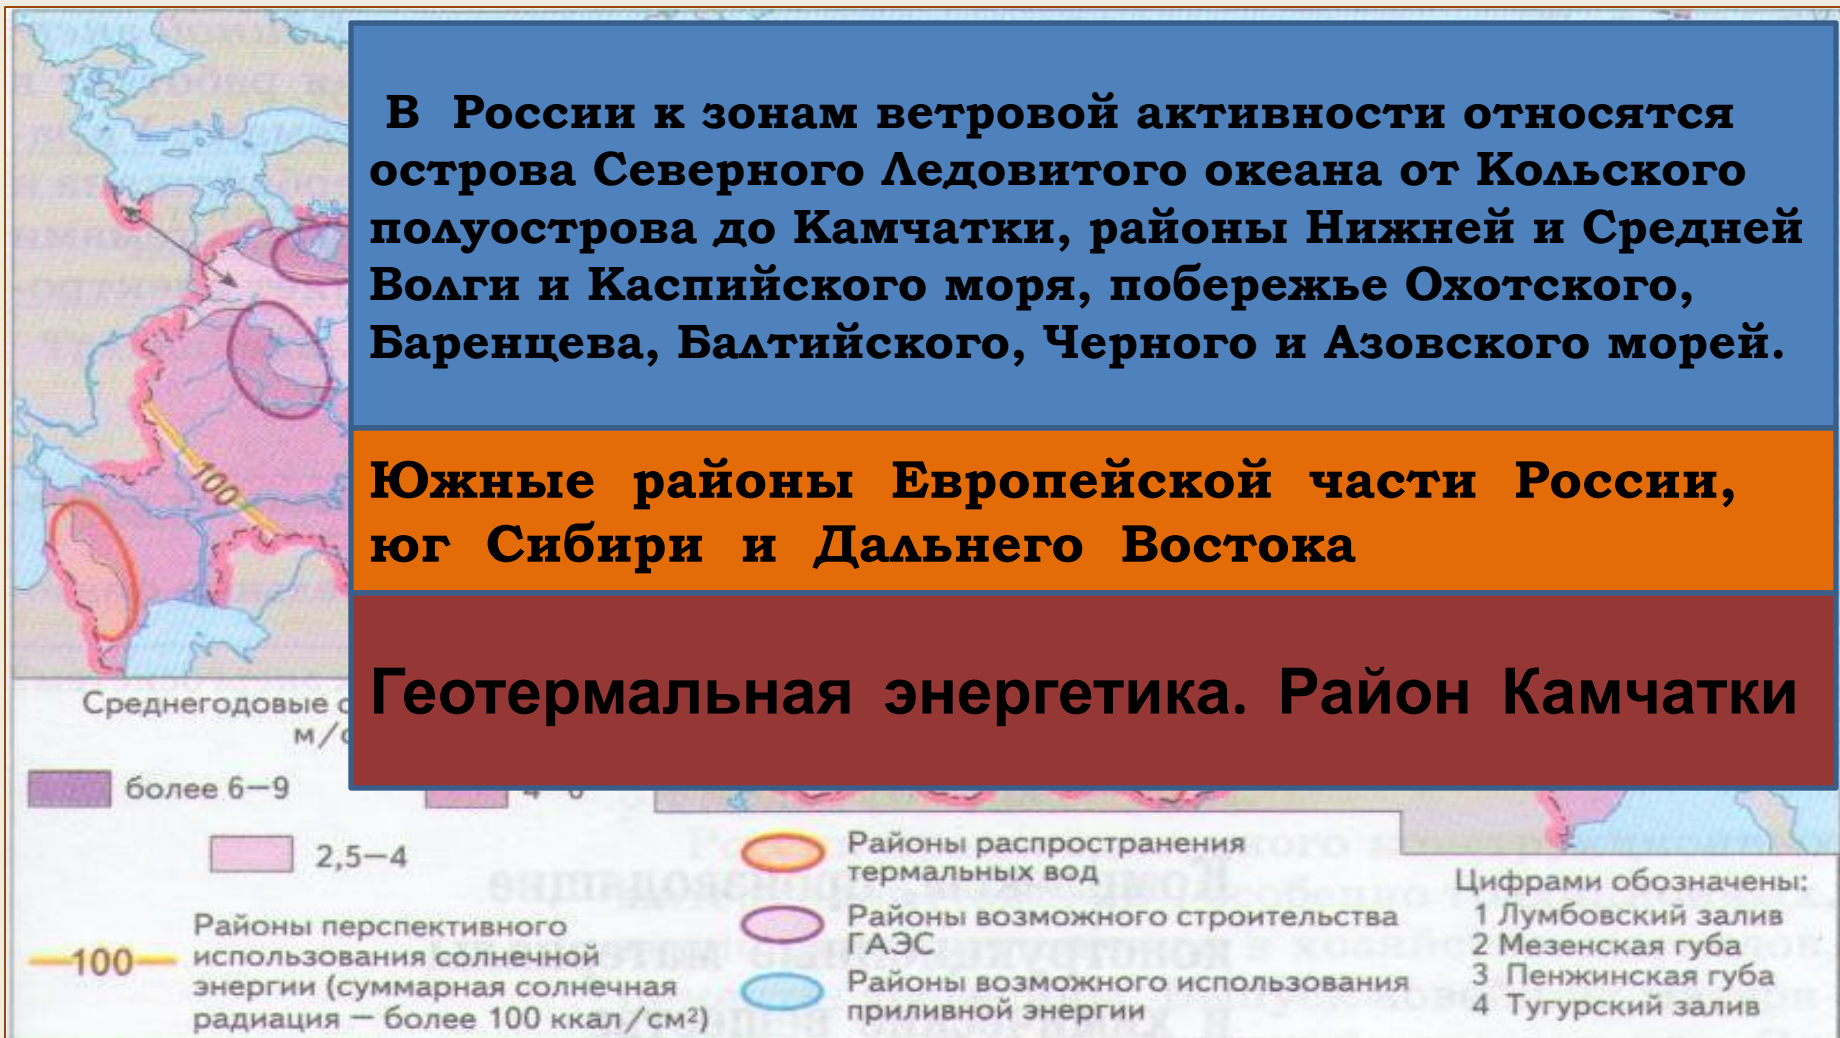 В России к зонам ветровой активности относятся
острова Северного Ледовитого океана от Кольского
полуострова до Камчатки, районы Нижней и Средней
Волги и Каспийского моря, побережье Охотского,
Баренцева, Балтийского, Черного и Азовского морей.
Южные районы Европейской части России,
юг Сибири и Дальнего Востока
Геотермальная энергетика. Район Камчатки
100
Среднегодовые
м/с
более 6—9
2,5—4
100
Районы перспективного
использования солнечной
энергии (суммарная солнечная
радиация — более 100 ккал/см²)
Районы распространения
термальных вод
Районы возможного строительства
ГАЭС
Районы возможного использования
приливной энергии
Цифрами обозначены:
1 Лумбовский залив
2 Мезенская губа
3 Пенжинская губа
4 Тугурский залив